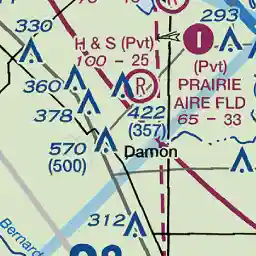 330
293
H & S (Pvt)
100 - 25
R
I
(Pvt)
PRAIRIE
AIRE FLD
65 - 33
360
378
422
(357)
570
(500)
Damon
312
Bernard